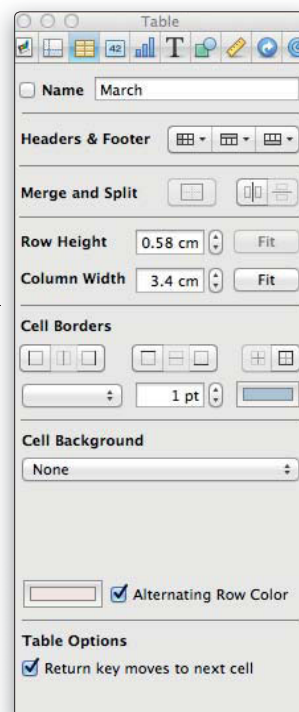 Table
42 T
Name March
Headers & Footer
Merge and Split
Row Height 0.58 cm Fit
Column Width 3.4 cm Fit
Cell Borders
1 pt
Cell Background
None
Alternating Row Color
Table Options
Return key moves to next cell